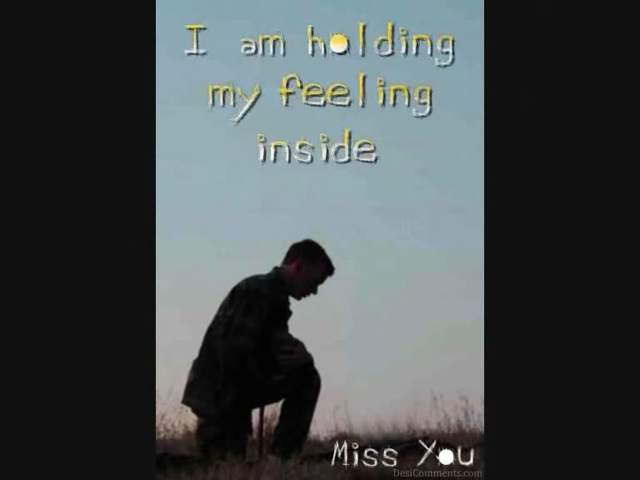 I am holding
my feeling
inside
Miss You
DesiComments.com